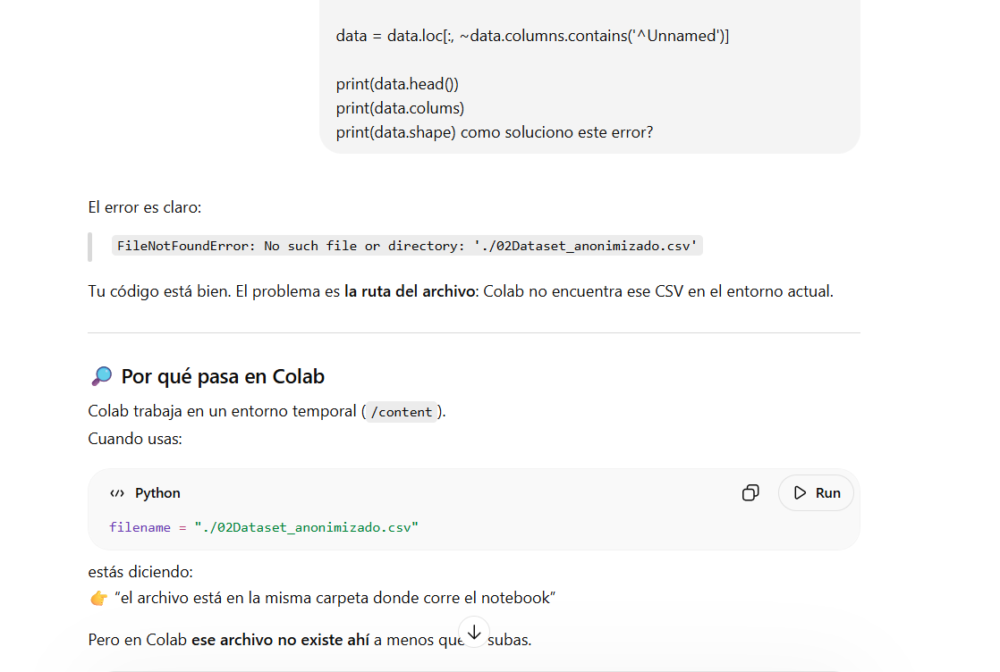 data = data.loc[:, ~data.columns.contains('^Unnamed')]
print(data.head())
print(data.colums)
print(data.shape) como soluciono este error?
El error es claro:
FileNotFoundError: No such file or directory: './02Dataset_anonimizado.csv'
Tu código está bien. El problema es la ruta del archivo: Colab no encuentra ese CSV en el entorno actual.
🔎 Por qué pasa en Colab
Colab trabaja en un entorno temporal (/content).
Cuando usas:
</> Python Run
filename = "./02Dataset_anonimizado.csv"
estás diciendo:
👉 “el archivo está en la misma carpeta donde corre el notebook”
Pero en Colab ese archivo no existe ahí a menos que subas.